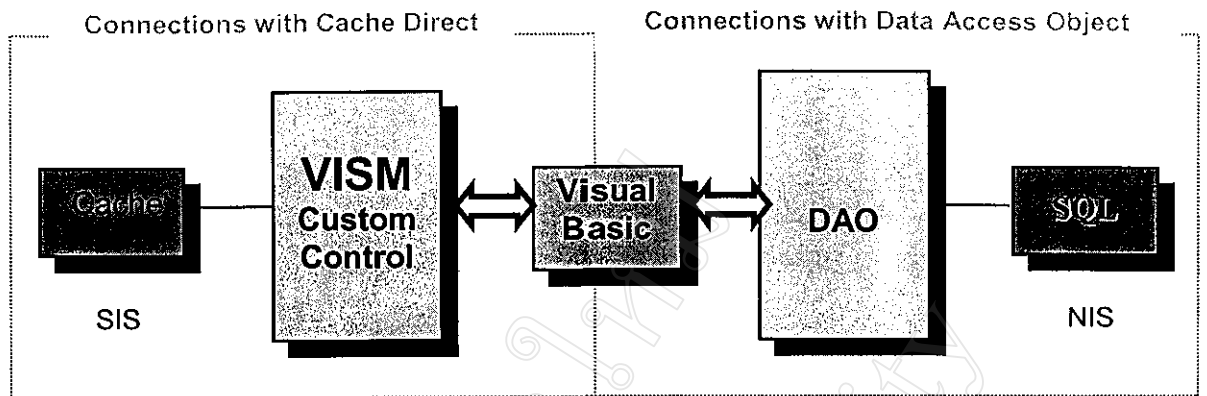 Connections with Cache Direct
Connections with Data Access Object
Cache
SIS
VISM
Custom
Control
Visual
Basic
DAO
SQL
NIS